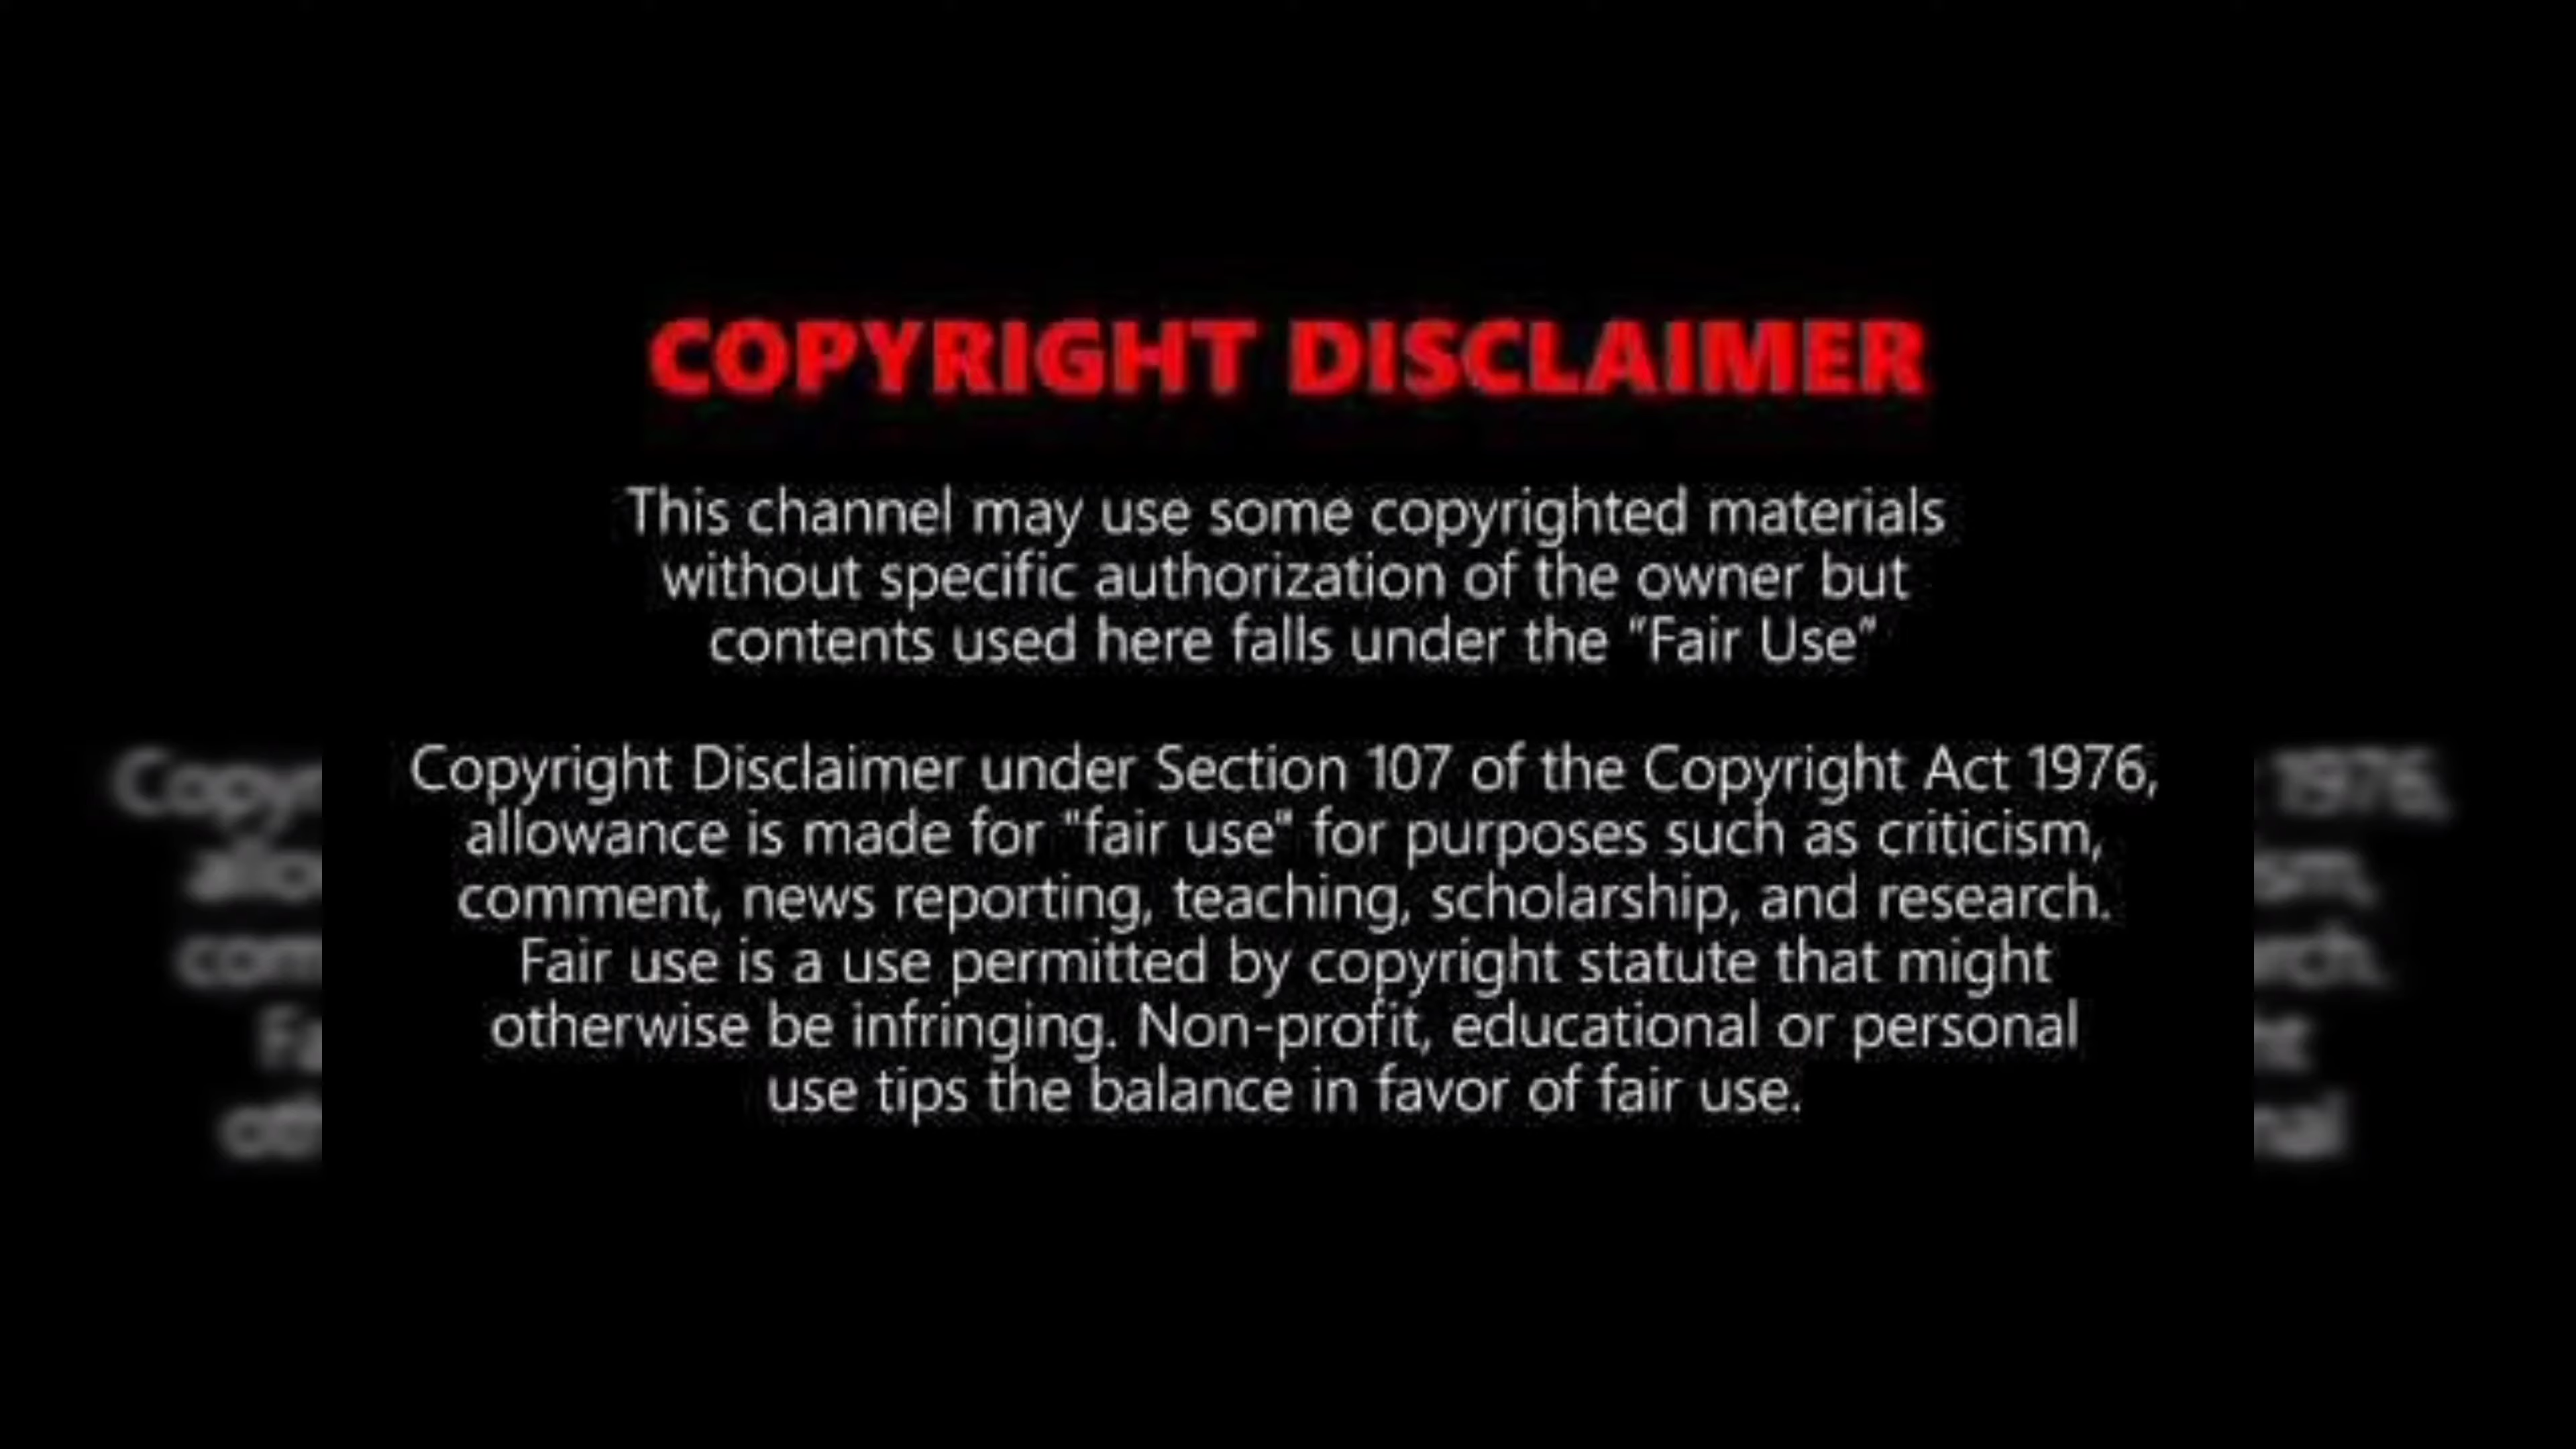 COPYRIGHT DISCLAIMER
This channel may use some copyrighted materials
without specific authorization of the owner but
contents used here falls under the "Fair Use"
Copyright Disclaimer under Section 107 of the Copyright Act 1976,
allowance is made for "fair use" for purposes such as criticism,
comment, news reporting, teaching, scholarship, and research.
Fair use is a use permitted by copyright statute that might
otherwise be infringing. Non-profit, educational or personal
use tips the balance in favor of fair use.